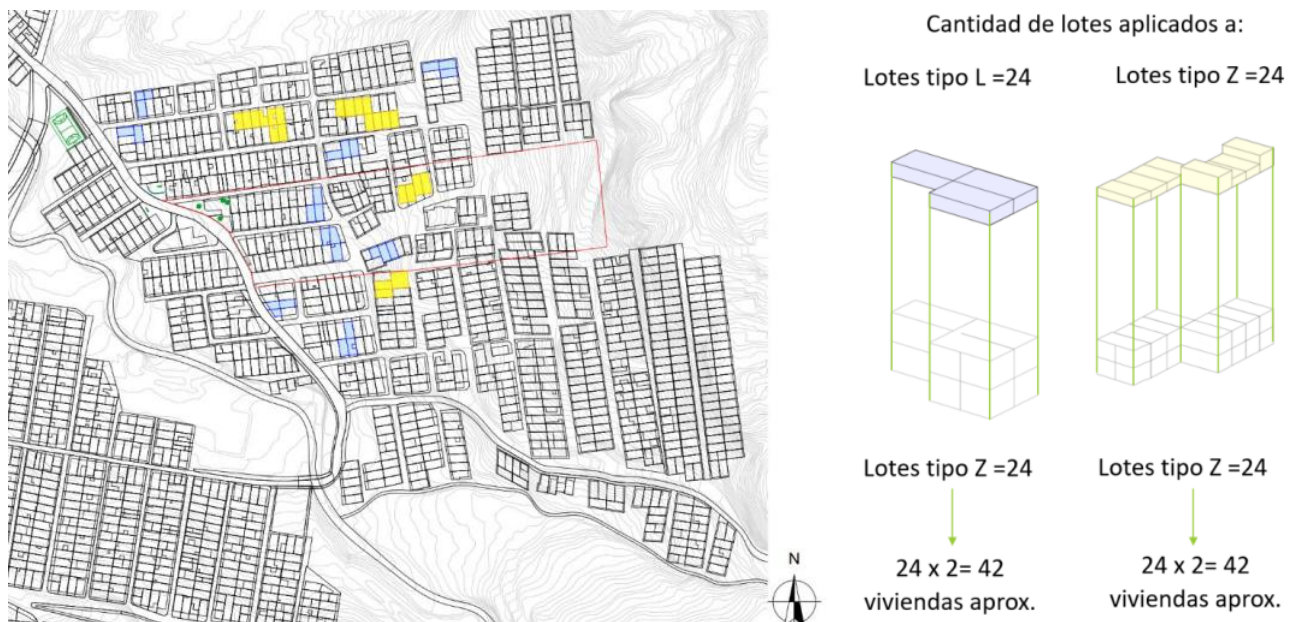 Cantidad de lotes aplicados a:
Lotes tipo L =24
Lotes tipo Z =24
N
Lotes tipo Z =24
Lotes tipo Z =24
24 x 2= 42
viviendas aprox.
24 x 2= 42
viviendas aprox.